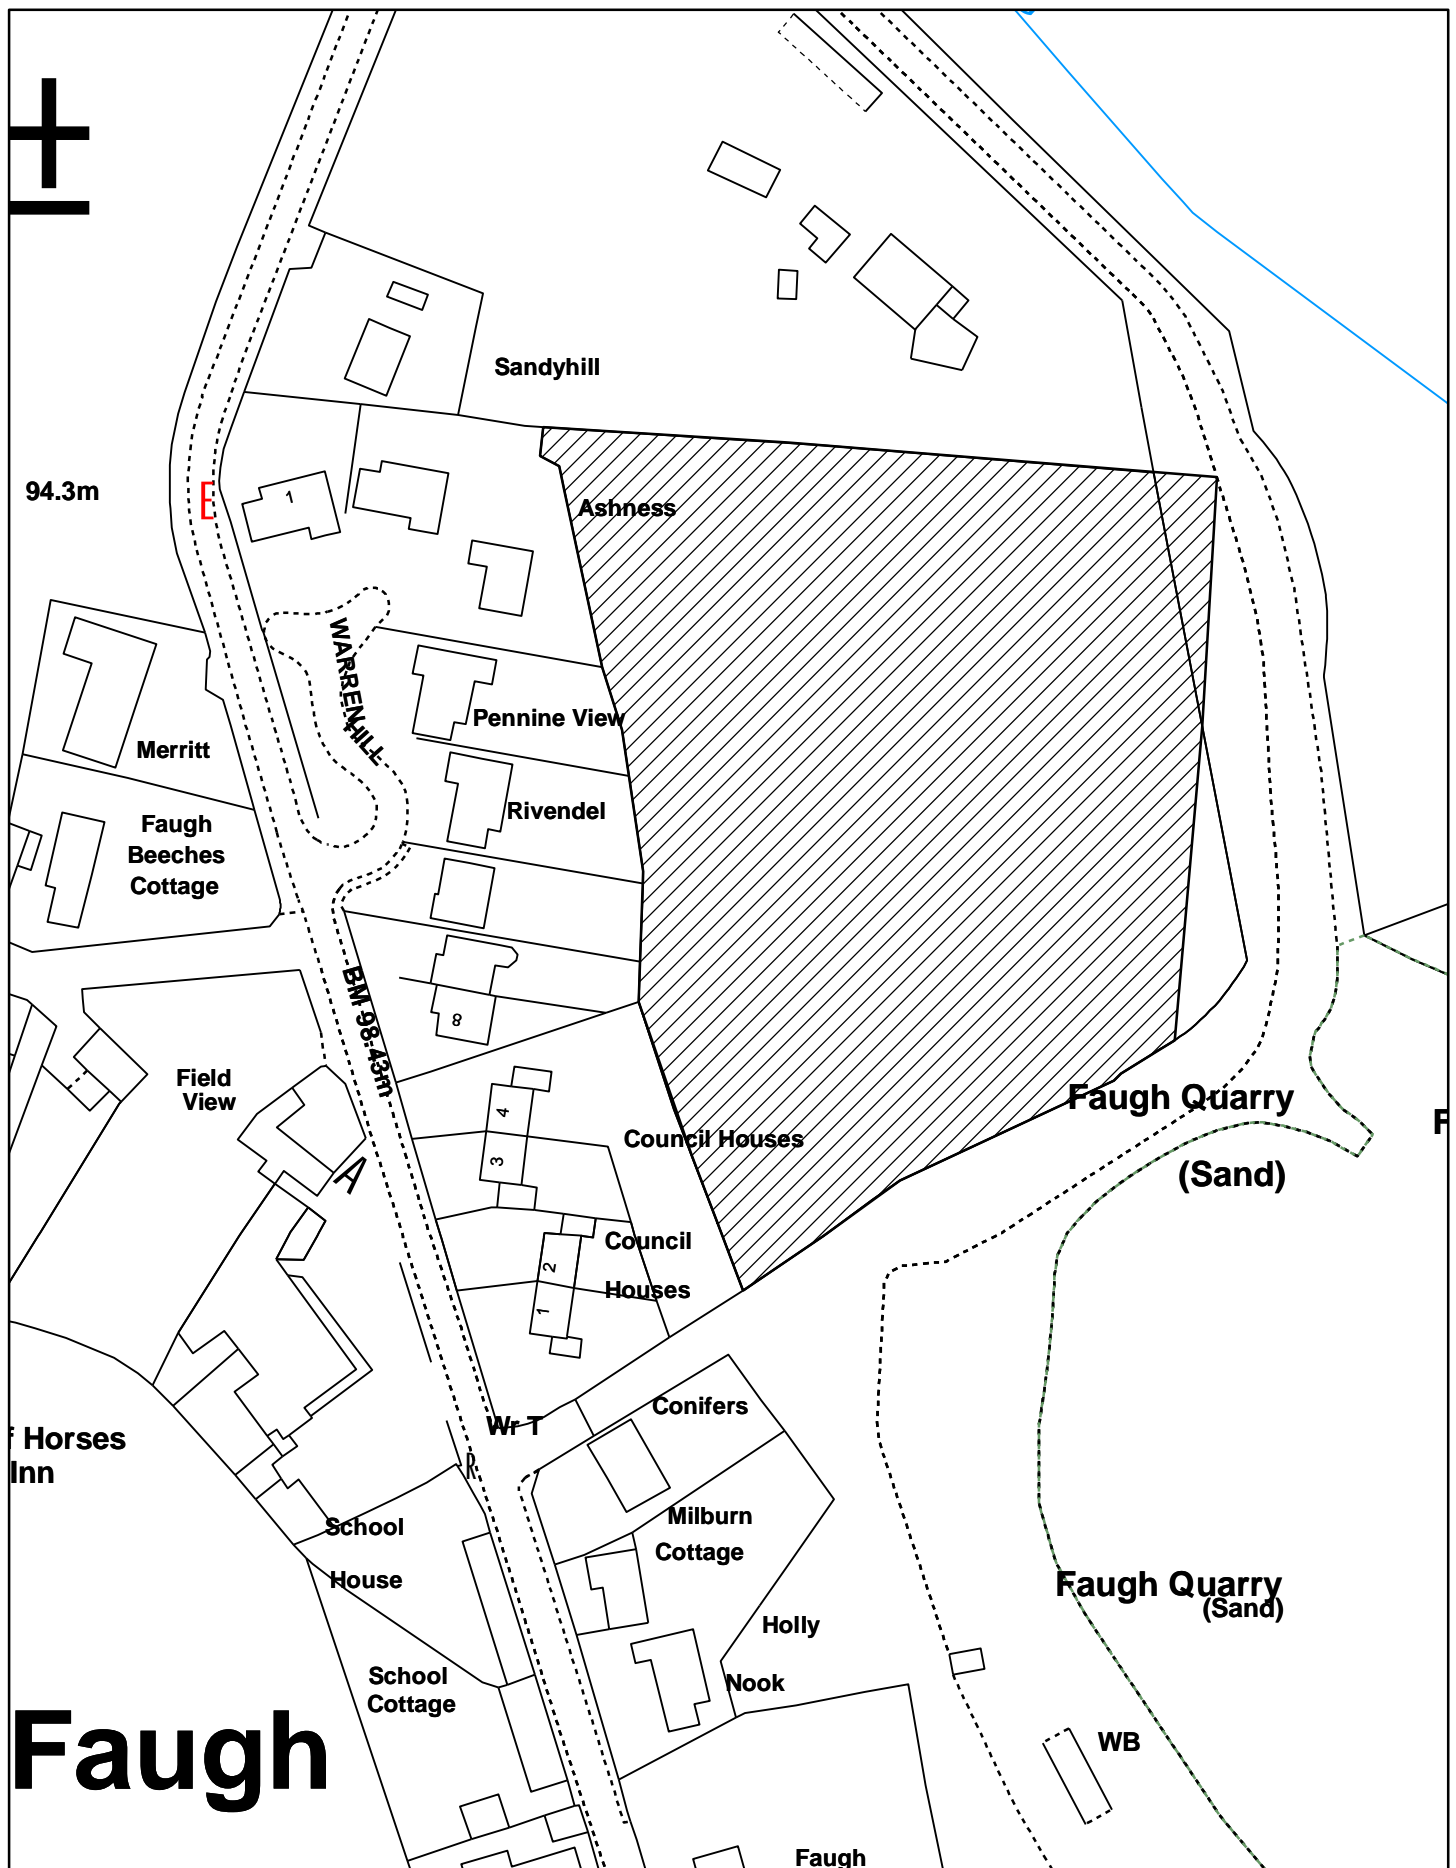 Sandyhill
94.3m
E
1
Ashness
WARREN HILL
Pennine View
Merritt
Rivendel
Faugh
Beeches
Cottage
BM 98.43m
8
Field
View
Faugh Quarry
(Sand)
F
4
3
Council Houses
A
Council
Houses
2
1
Wr T
Conifers
f Horses
Inn
R
School
House
Milburn
Cottage
Faugh Quarry
(Sand)
Holly
Nook
School
Cottage
WB
Faugh
Faugh